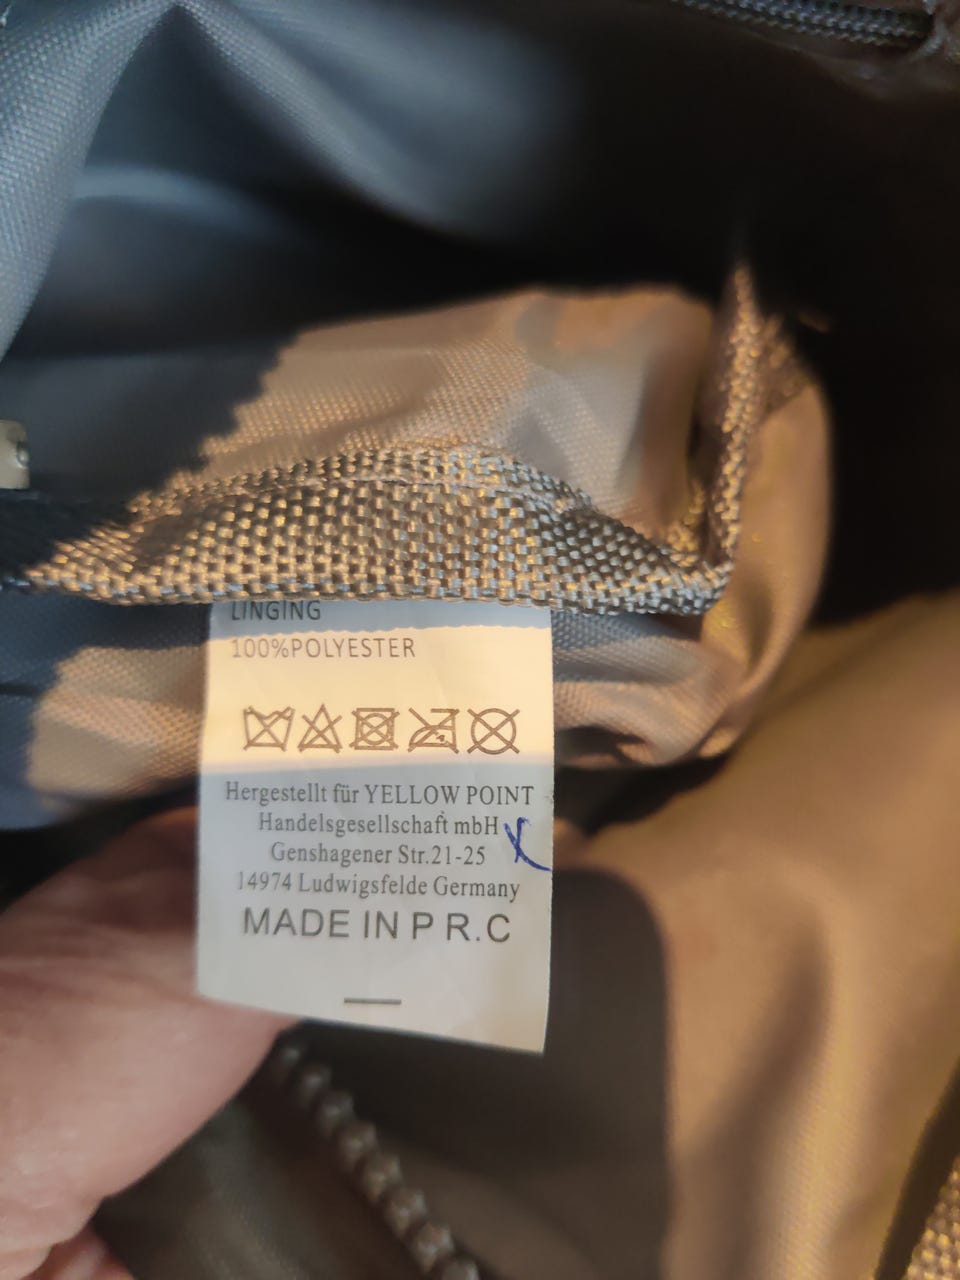 LINGING
100%POLYESTER
Hergestellt für YELLOW POINT
Handelsgesellschaft mbH
Genshagener Str.21-25
14974 Ludwigsfelde Germany
MADE IN P R.C